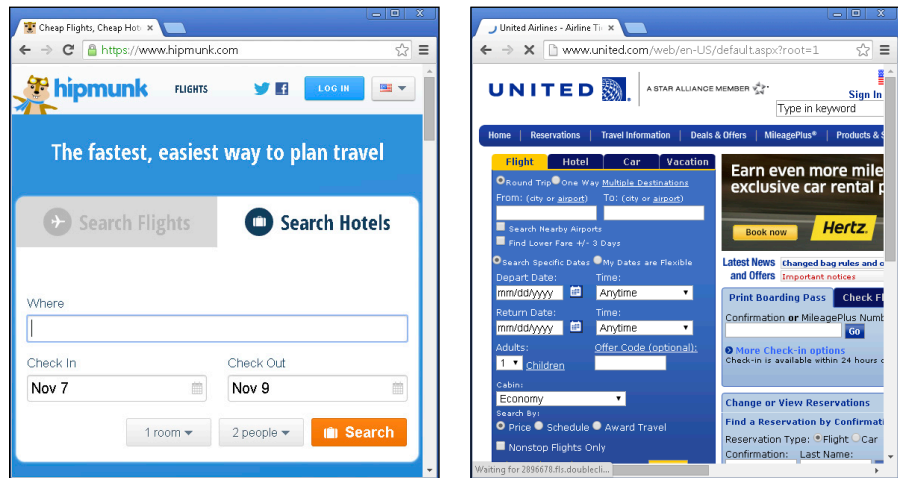 Cheap Flights, Cheap Hot
https://www.hipmunk.com
hipmunk FLIGHTS LOG IN
The fastest, easiest way to plan travel
Search Flights Search Hotels
Where
Check In Check Out
Nov 7 Nov 9
1 room 2 people Search
United Airlines - Airline Tic
www.united.com/web/en-US/default.aspx?root=1
UNITED A STAR ALLIANCE MEMBER
Sign In
Type in keyword
Home | Reservations | Travel Information | Deals & Offers | MileagePlus® | Products & S
Flight Hotel Car Vacation
Round Trip One Way Multiple Destinations
From: (city or airport) To: (city or airport)
Search Nearby Airports
Find Lower Fare +/- 3 Days
Search Specific Dates My Dates are Flexible
Depart Date: Time:
mm/dd/yyyy Anytime
Return Date: Time:
mm/dd/yyyy Anytime
Adults: Offer Code (optional):
1 Children
Cabin:
Economy
Search By:
Price Schedule Award Travel
Nonstop Flights Only
Waiting for 2896678.fls.doublecli...
Earn even more mile
exclusive car rental p
Book now Hertz.
Latest News Changed bag rules and o
and Offers Important notices
Print Boarding Pass Check Fl
Confirmation or MileagePlus Numb
Go
More Check-in options
Check-in is available within 24 hours o
Change or View Reservations
Find a Reservation by Confirmati
Reservation Type: Flight Car
Confirmation: Last Name: